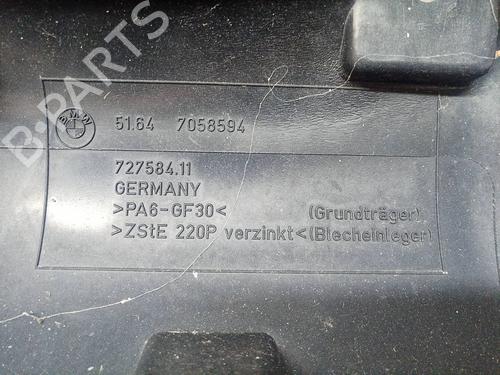 B-PARTS
BMW
51.64 7058594
727584.11
GERMANY
>PA6-GF30< (Grundträger)
>ZStE 220P verzinkt< (Blecheinleger)